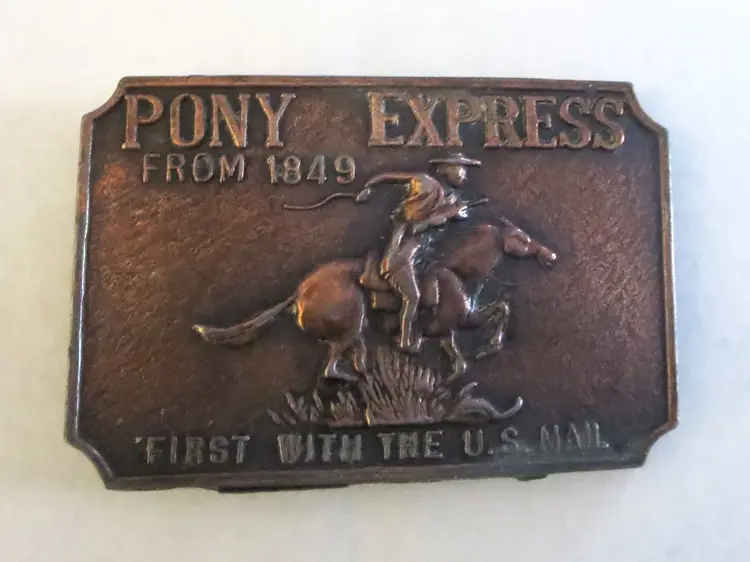 PONY EXPRESS
FROM 1849
'FIRST WITH THE U.S. MAIL